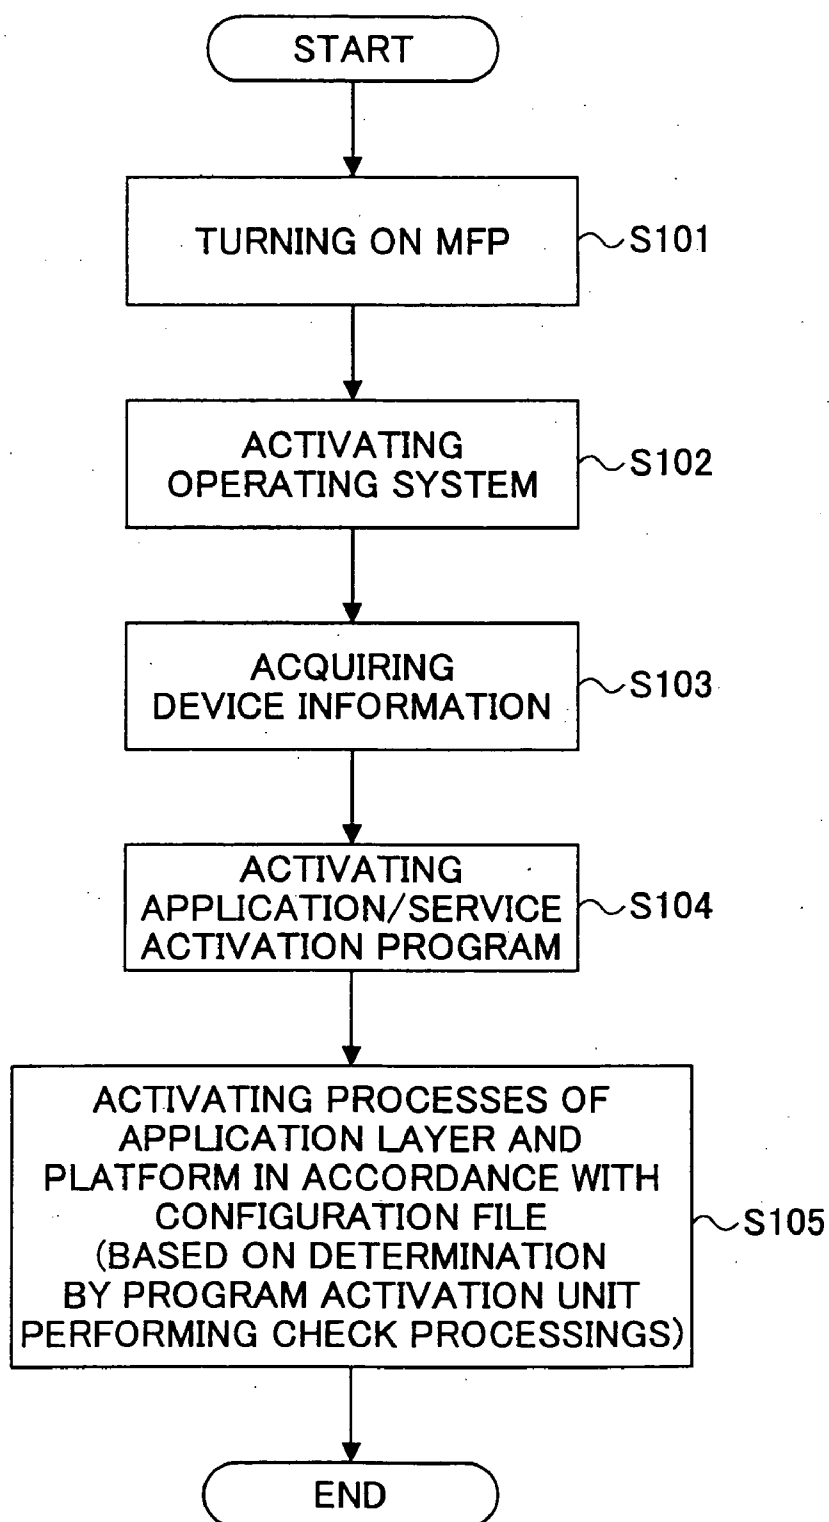 START
TURNING ON MFP
S101
ACTIVATING
OPERATING SYSTEM
S102
ACQUIRING
DEVICE INFORMATION
S103
ACTIVATING
APPLICATION/SERVICE
ACTIVATION PROGRAM
S104
ACTIVATING PROCESSES OF
APPLICATION LAYER AND
PLATFORM IN ACCORDANCE WITH
CONFIGURATION FILE
(BASED ON DETERMINATION
BY PROGRAM ACTIVATION UNIT
PERFORMING CHECK PROCESSINGS)
S105
END